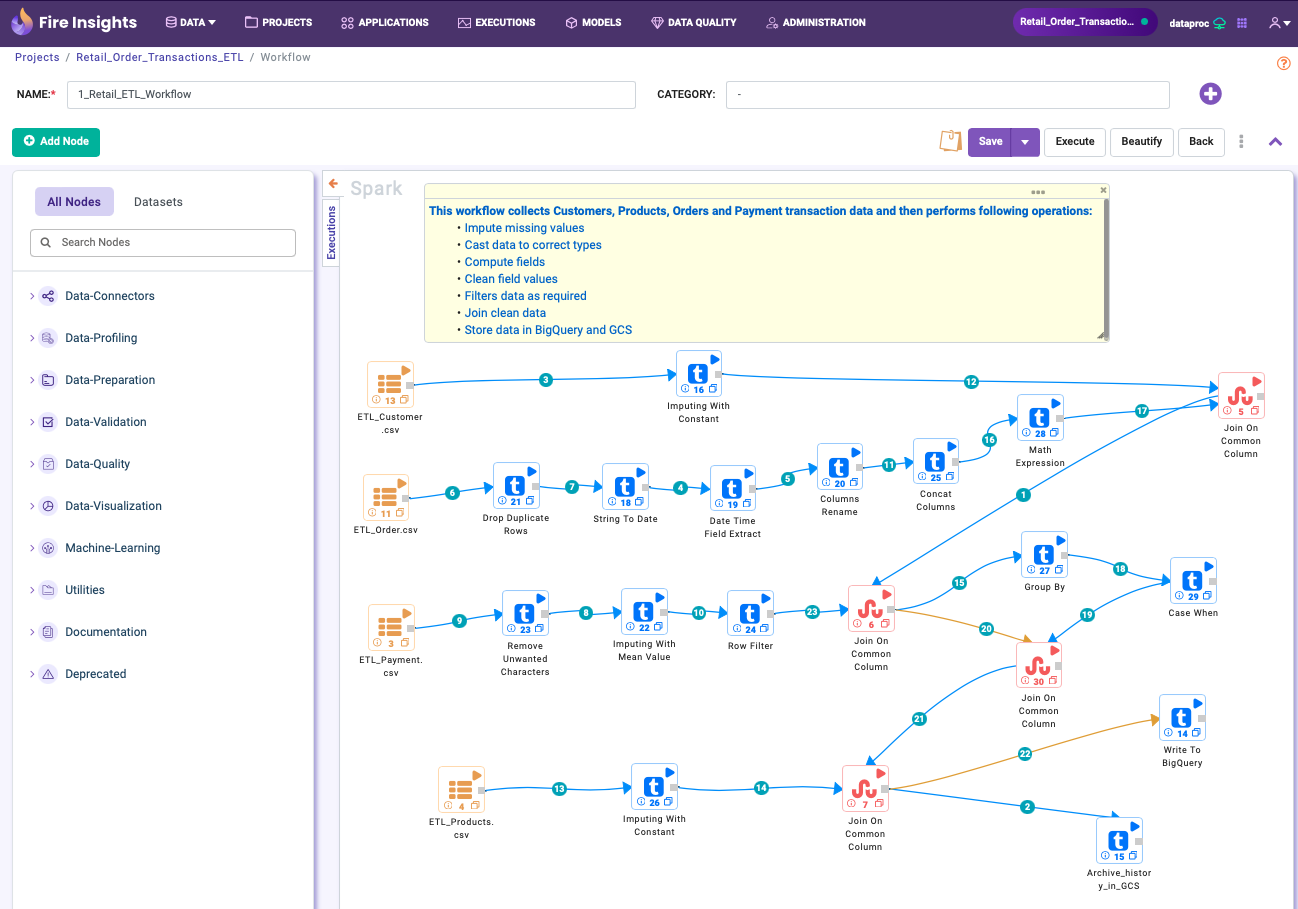 Fire Insights
DATA
PROJECTS
APPLICATIONS
EXECUTIONS
MODELS
DATA QUALITY
ADMINISTRATION
Retail_Order_Transactio...
dataproc
Projects / Retail_Order_Transactions_ETL / Workflow
NAME:*
1_Retail_ETL_Workflow
CATEGORY:
-
Add Node
Save
Execute
Beautify
Back
All Nodes
Datasets
Search Nodes
Data-Connectors
Data-Profiling
Data-Preparation
Data-Validation
Data-Quality
Data-Visualization
Machine-Learning
Utilities
Documentation
Deprecated
Executions
Spark
This workflow collects Customers, Products, Orders and Payment transaction data and then performs following operations:
• Impute missing values
• Cast data to correct types
• Compute fields
• Clean field values
• Filters data as required
• Join clean data
• Store data in BigQuery and GCS
13
ETL_Customer
.csv
3
16
Imputing With
Constant
12
5
Join On
Common
Column
11
ETL_Order.csv
6
21
Drop Duplicate
Rows
7
18
String To Date
4
19
Date Time
Field Extract
5
20
Columns
Rename
11
25
Concat
Columns
16
28
Math
Expression
17
1
3
ETL_Payment.
csv
9
23
Remove
Unwanted
Characters
8
22
Imputing With
Mean Value
10
24
Row Filter
23
6
Join On
Common
Column
15
27
Group By
18
29
Case When
19
20
30
Join On
Common
Column
21
4
ETL_Products.
csv
13
26
Imputing With
Constant
14
7
Join On
Common
Column
22
14
Write To
BigQuery
2
15
Archive_histor
y_in_GCS